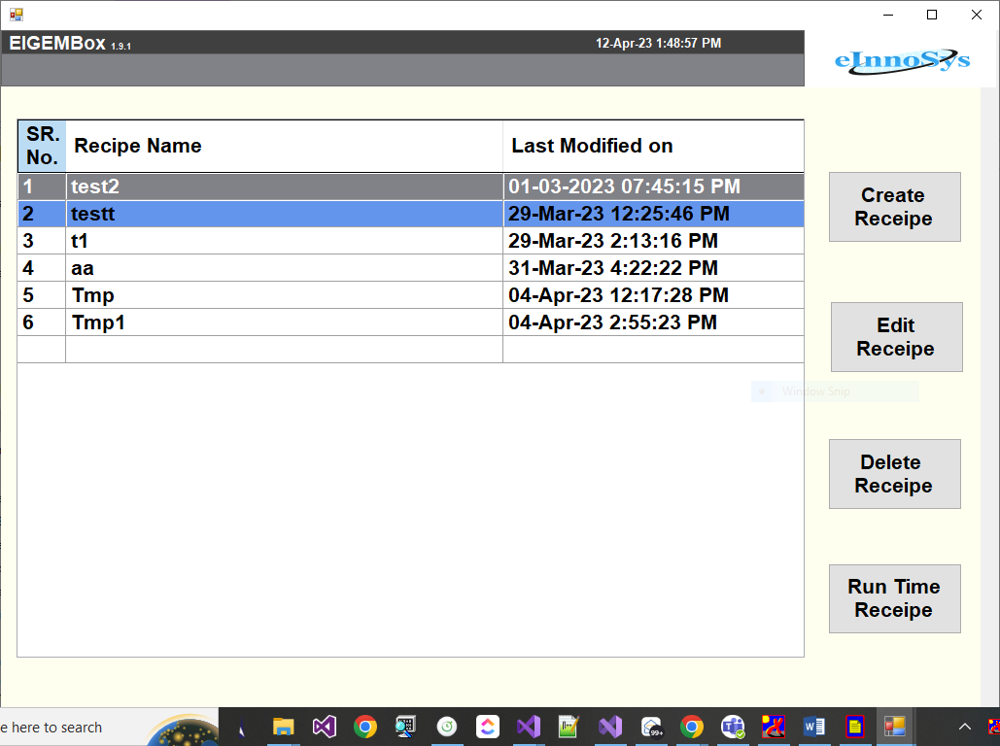 EIGEMBox 1.9.1
12-Apr-23 1:48:57 PM
eInnoSys
SR. No.
Recipe Name
Last Modified on
1 test2 01-03-2023 07:45:15 PM
2 testt 29-Mar-23 12:25:46 PM
3 t1 29-Mar-23 2:13:16 PM
4 aa 31-Mar-23 4:22:22 PM
5 Tmp 04-Apr-23 12:17:28 PM
6 Tmp1 04-Apr-23 2:55:23 PM
Create
Receipe
Edit
Receipe
Window Snip
Delete
Receipe
Run Time
Receipe
e here to search
99+